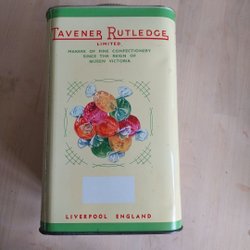 TAVENER RUTLEDGE
LIMITED
MAKERS OF FINE CONFECTIONERY
SINCE THE REIGN OF
QUEEN VICTORIA
LIVERPOOL ENGLAND